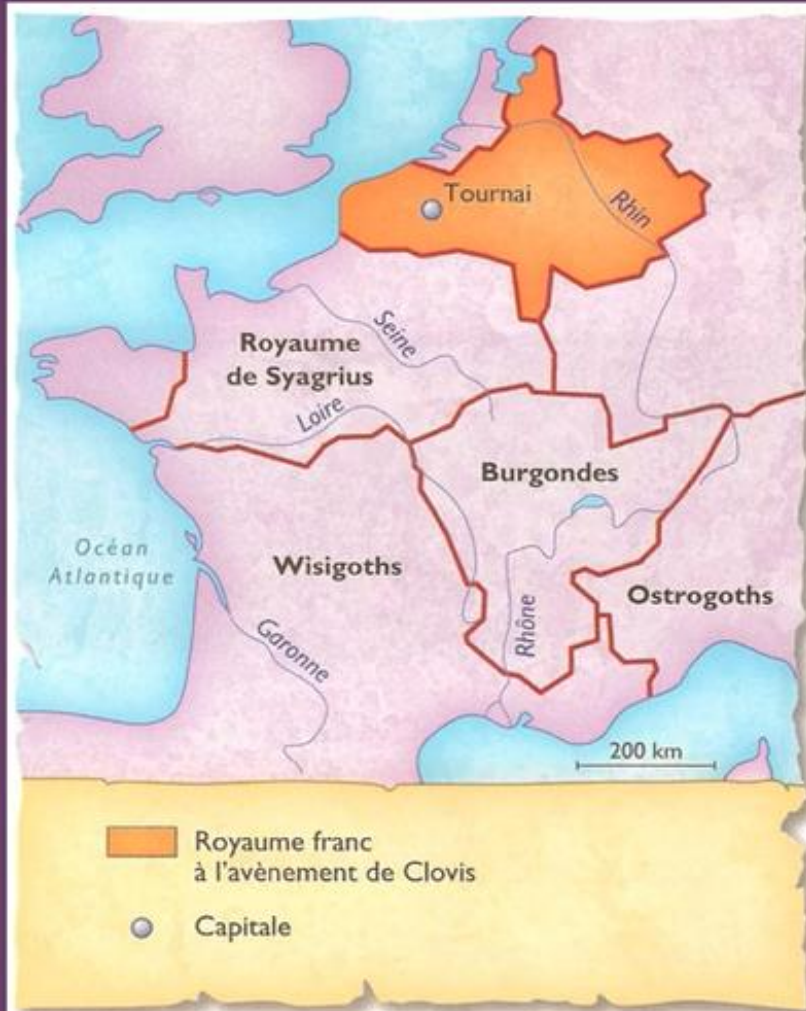 Tournai
Rhin
Seine
Royaume
de Syagrius
Loire
Burgondes
Océan
Atlantique
Wisigoths
Ostrogoths
Rhône
Garonne
200 km
Royaume franc
à l'avènement de Clovis
Capitale